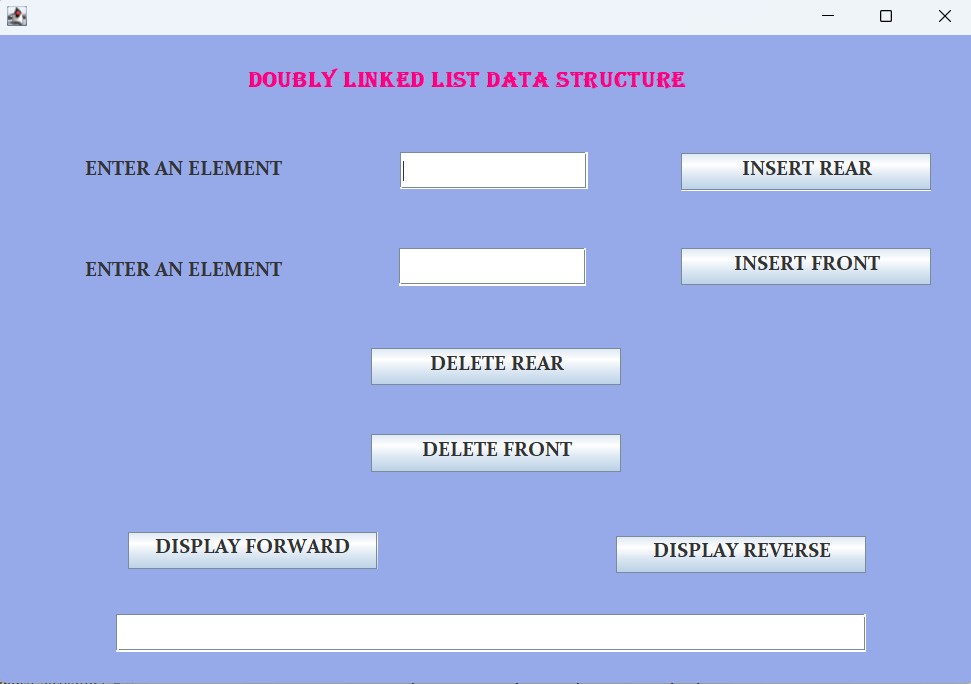 DOUBLY LINKED LIST DATA STRUCTURE
ENTER AN ELEMENT
INSERT REAR
ENTER AN ELEMENT
INSERT FRONT
DELETE REAR
DELETE FRONT
DISPLAY FORWARD
DISPLAY REVERSE